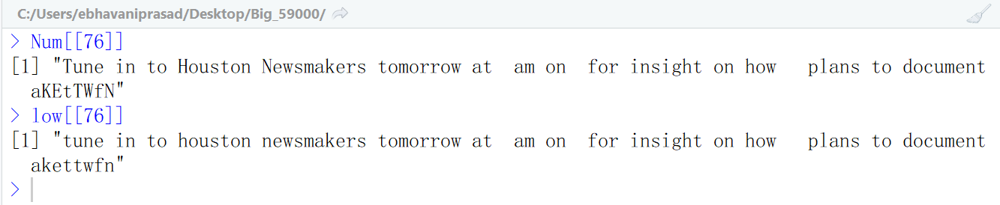 C:/Users/ebhavaniprasad/Desktop/Big_59000/
> Num[[76]]
[1] "Tune in to Houston Newsmakers tomorrow at  am on  for insight on how   plans to document
aKEtTWfN"
> low[[76]]
[1] "tune in to houston newsmakers tomorrow at  am on  for insight on how   plans to document
akettwfn"
>